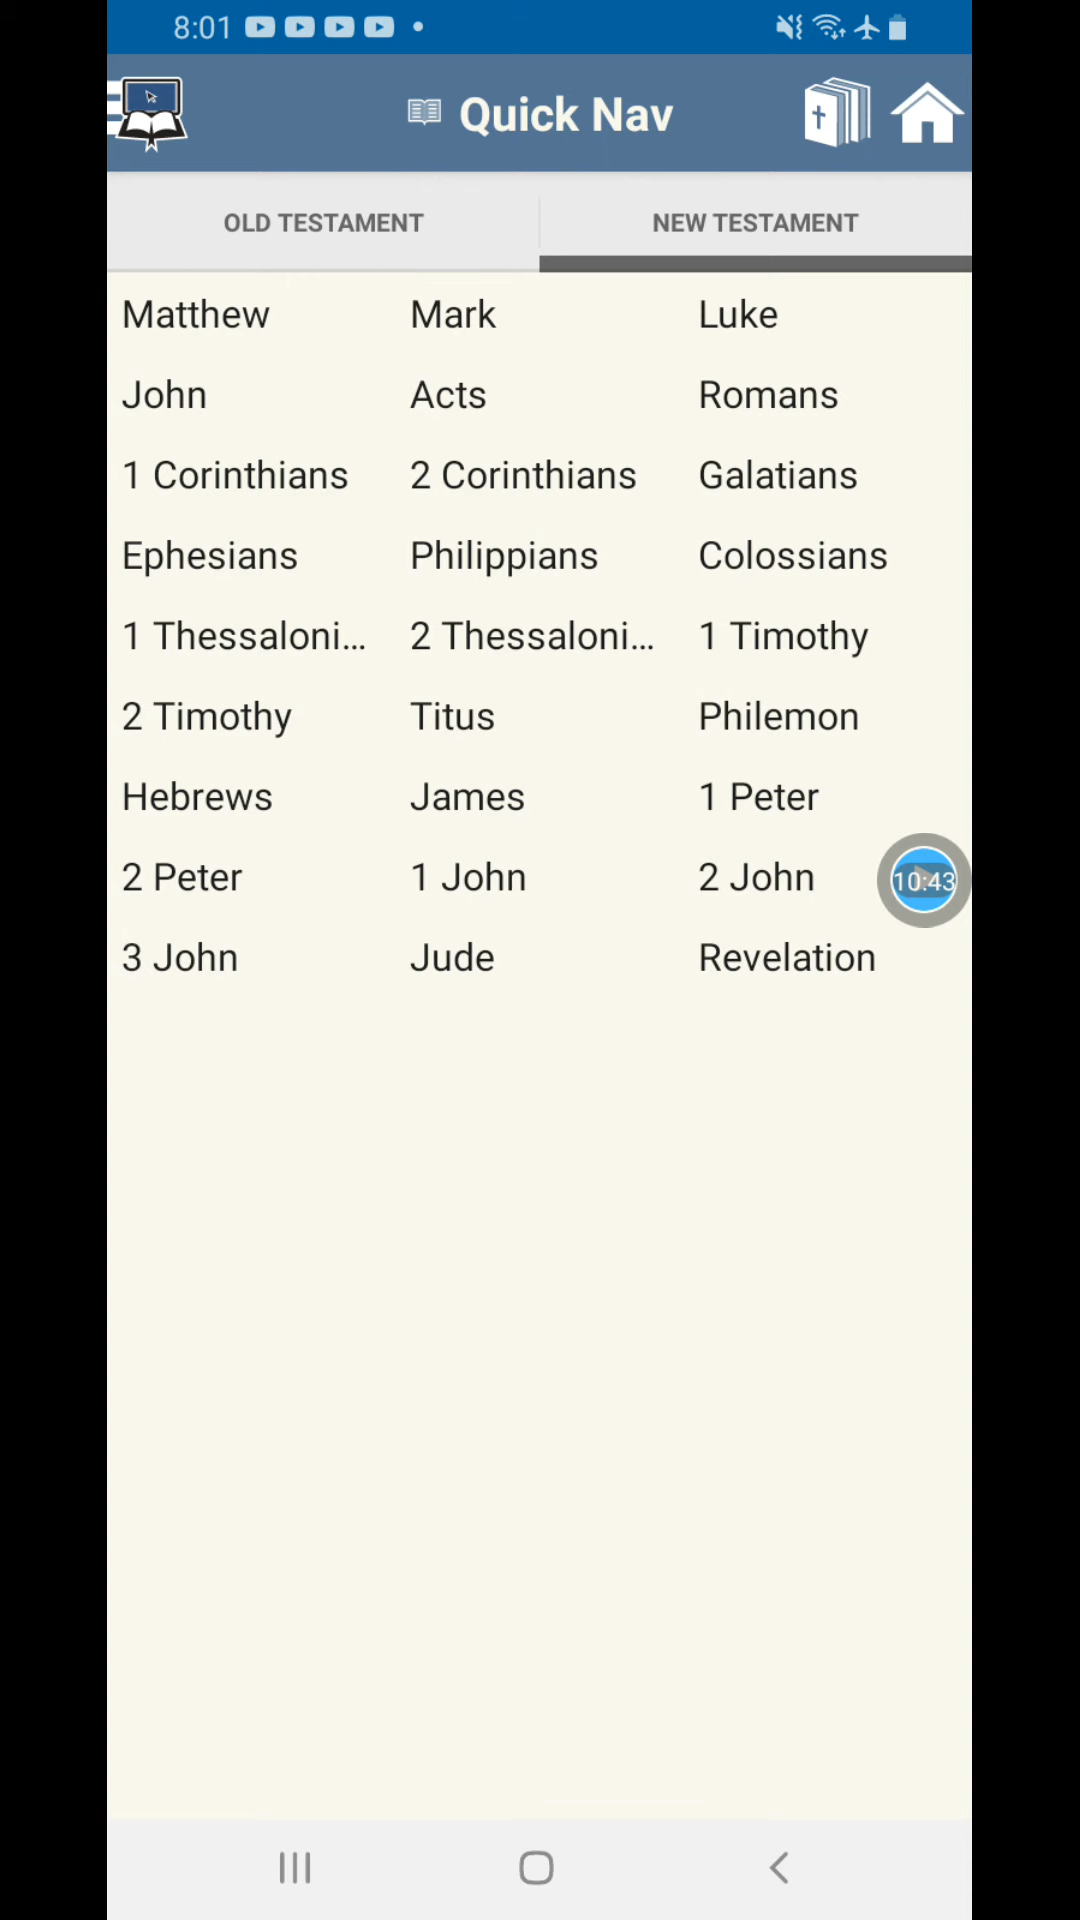 8:01
Quick Nav
OLD TESTAMENT NEW TESTAMENT
Matthew Mark Luke
John Acts Romans
1 Corinthians 2 Corinthians Galatians
Ephesians Philippians Colossians
1 Thessaloni... 2 Thessaloni... 1 Timothy
2 Timothy Titus Philemon
Hebrews James 1 Peter
2 Peter 1 John 2 John 10:43
3 John Jude Revelation